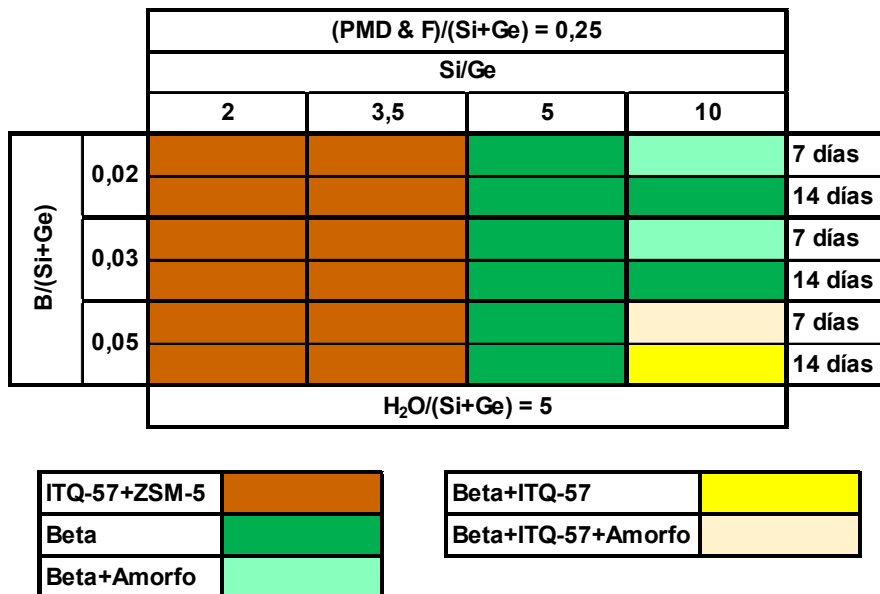 (PMD & F)/(Si+Ge) = 0,25
Si/Ge
2 3,5 5 10
B/(Si+Ge)
0,02 7 días
14 días
0,03 7 días
14 días
0,05 7 días
14 días
H₂O/(Si+Ge) = 5
ITQ-57+ZSM-5
Beta
Beta+Amorfo
Beta+ITQ-57
Beta+ITQ-57+Amorfo